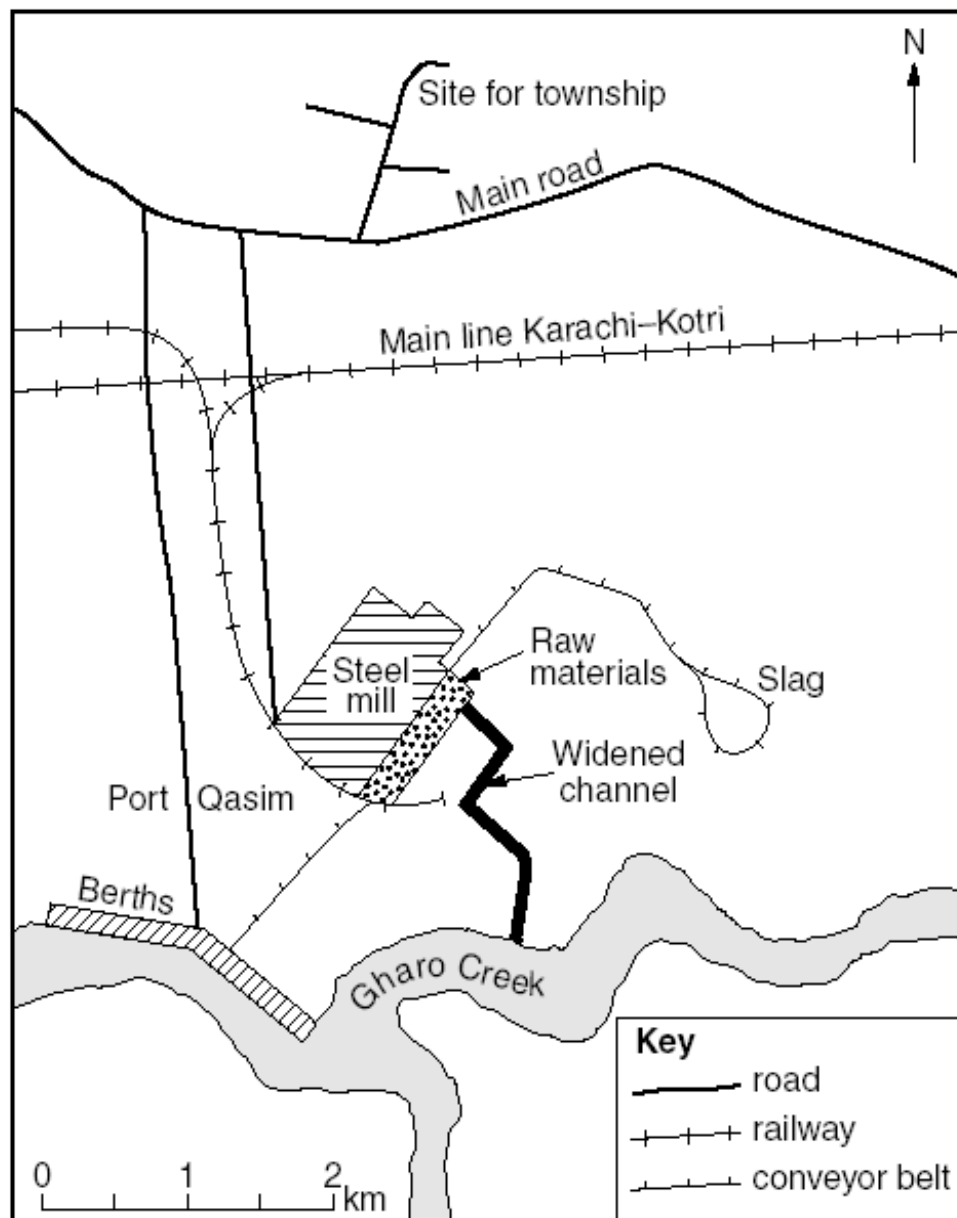 N
Site for township
Main road
Main line Karachi–Kotri
Raw
materials
Steel
mill
Slag
Widened
channel
Port Qasim
Berths
Gharo Creek
Key
road
railway
conveyor belt
0 1 2
km